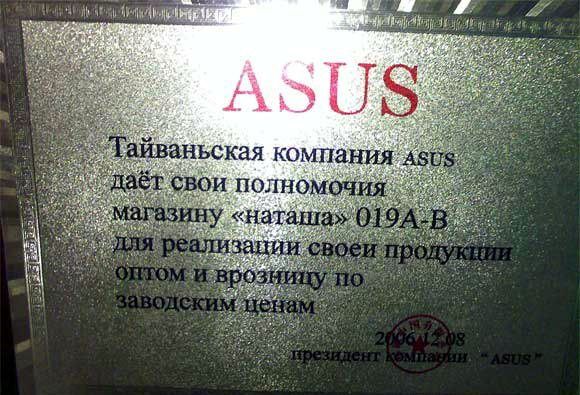 ASUS
Тайваньская компания ASUS
даёт свои полномочия
магазину «наташа» 019А-В
для реализации своеи продукции
оптом и врозницу по
заводским ценам
2006.12.08
президент компании “ASUS”